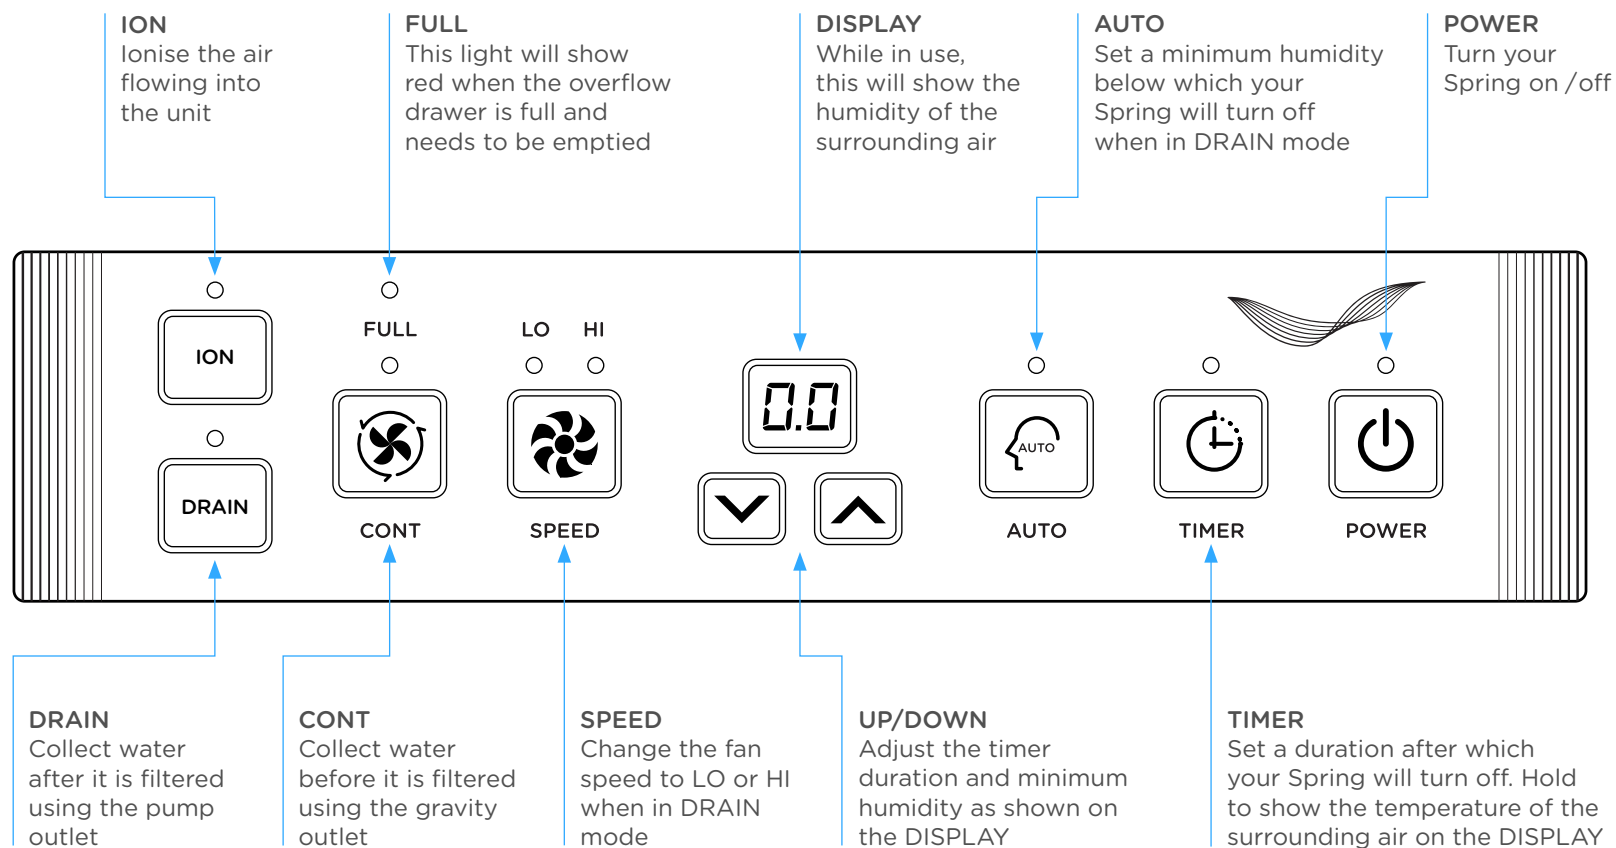 ION
Ionise the air
flowing into
the unit
FULL
This light will show
red when the overflow
drawer is full and
needs to be emptied
DISPLAY
While in use,
this will show the
humidity of the
surrounding air
AUTO
Set a minimum humidity
below which your
Spring will turn off
when in DRAIN mode
POWER
Turn your
Spring on /off
ION
DRAIN
FULL
CONT
LO HI
SPEED
0.0
AUTO
AUTO
TIMER
POWER
DRAIN
Collect water
after it is filtered
using the pump
outlet
CONT
Collect water
before it is filtered
using the gravity
outlet
SPEED
Change the fan
speed to LO or HI
when in DRAIN
mode
UP/DOWN
Adjust the timer
duration and minimum
humidity as shown on
the DISPLAY
TIMER
Set a duration after which
your Spring will turn off. Hold
to show the temperature of the
surrounding air on the DISPLAY